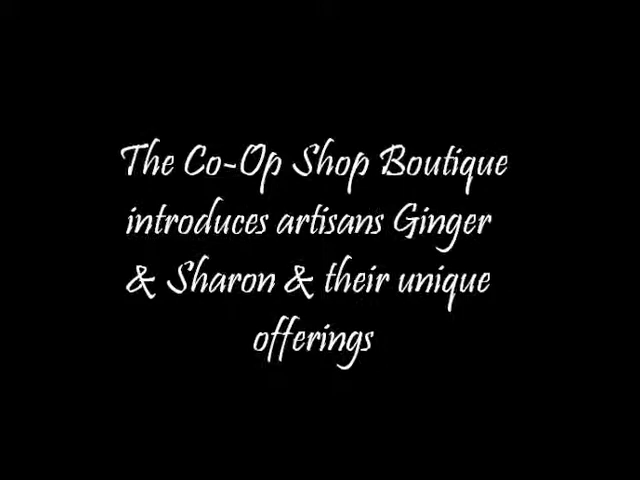 The Co-Op Shop Boutique
introduces artisans Ginger
& Sharon & their unique
offerings